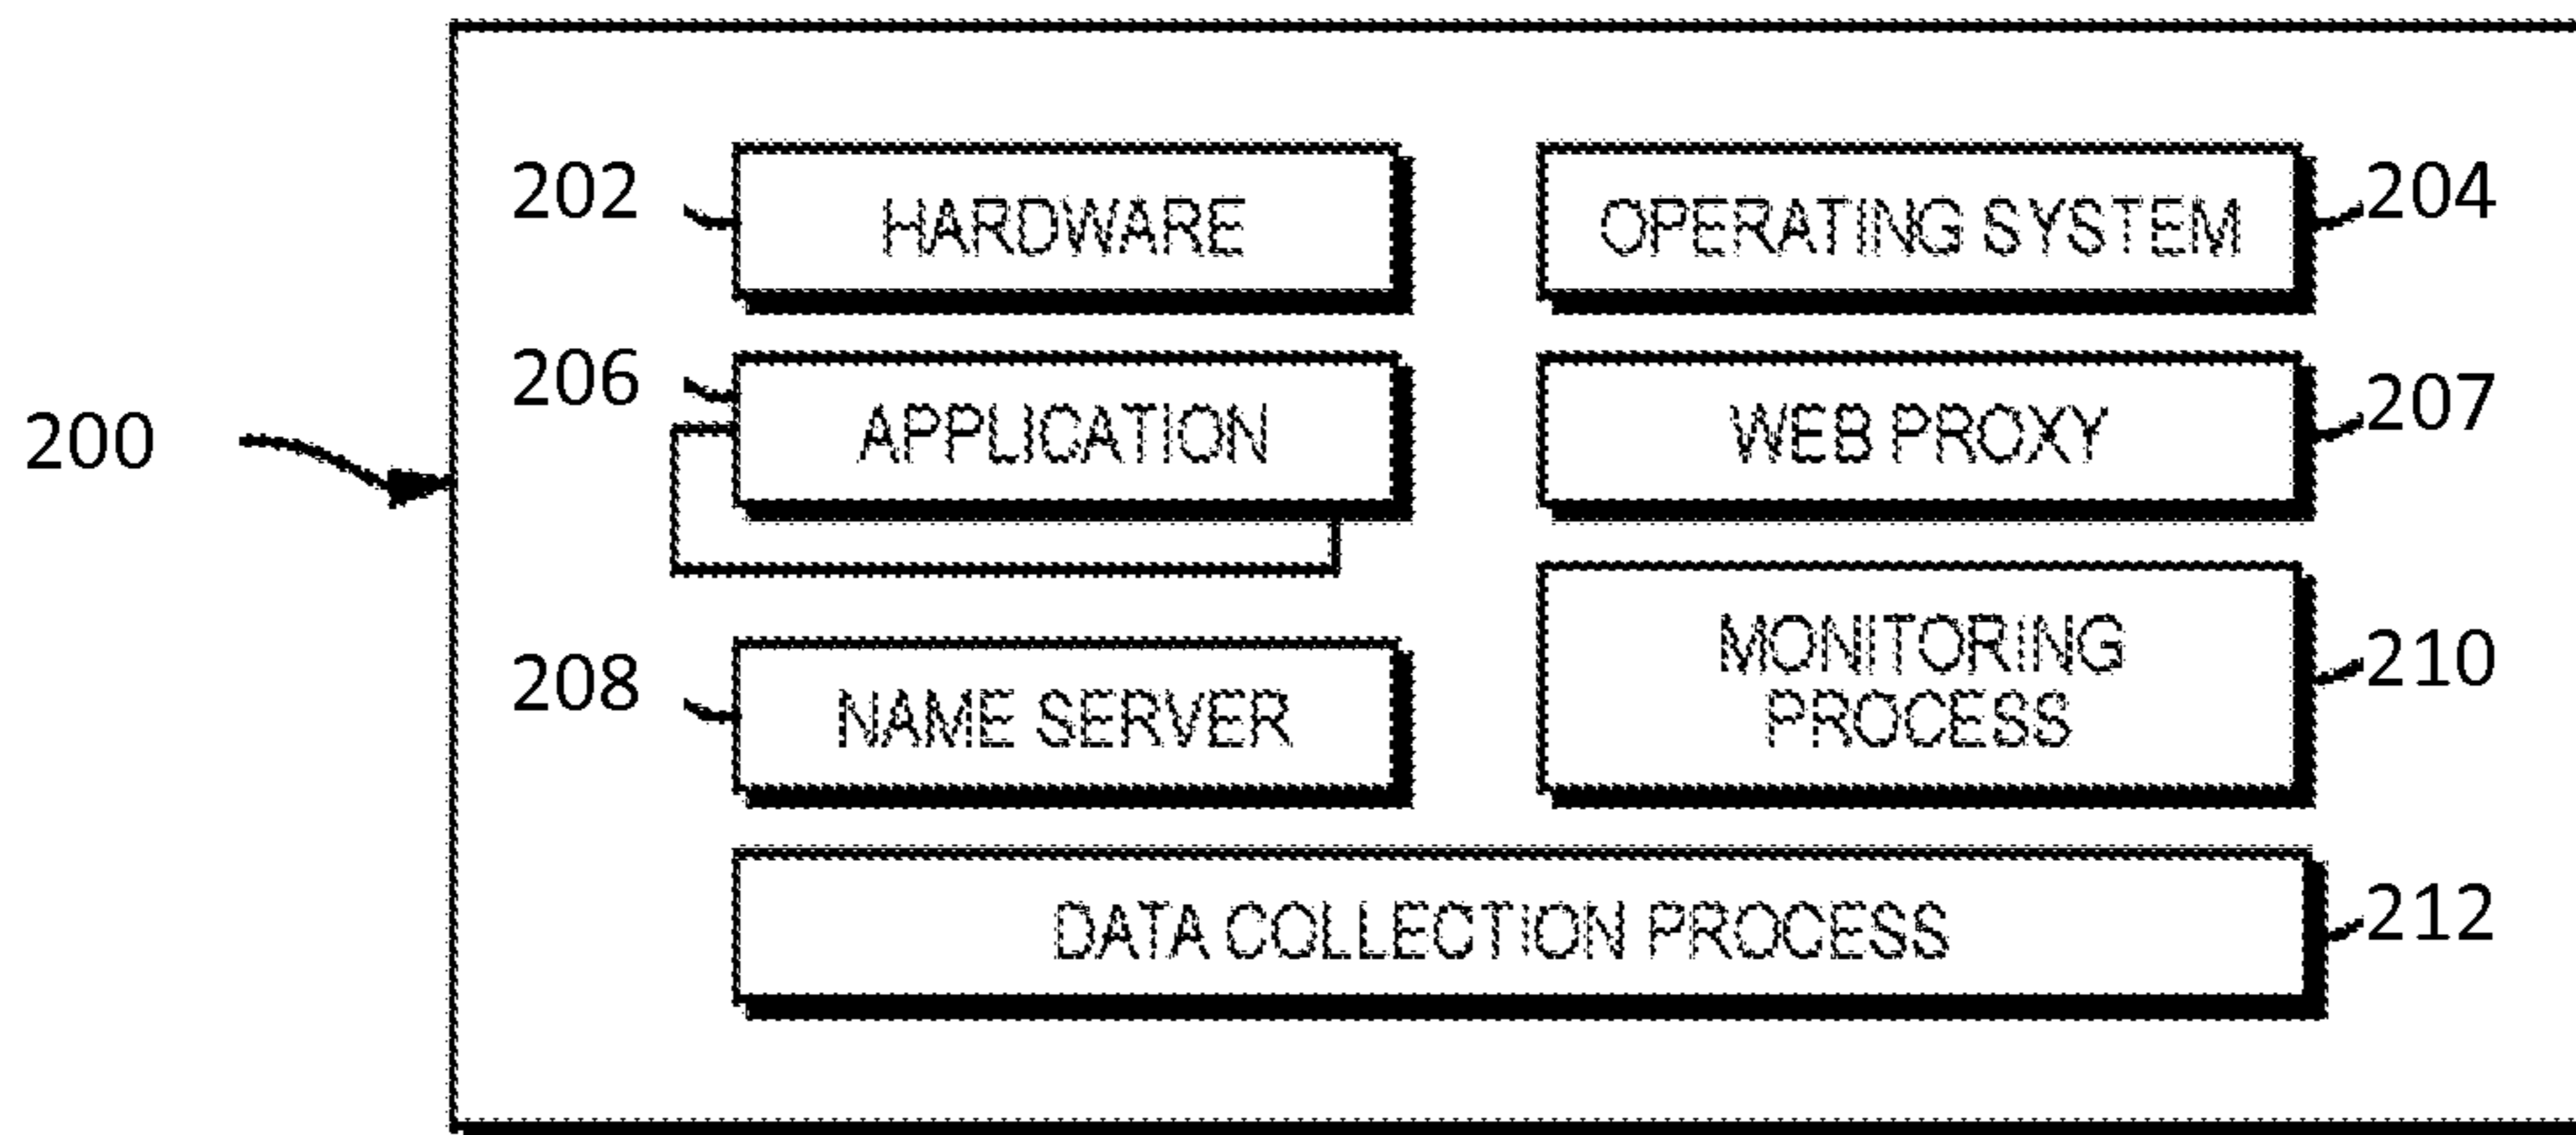 202 HARDWARE OPERATING SYSTEM 204
206 APPLICATION WEB PROXY 207
200
208 NAME SERVER MONITORING PROCESS 210
DATA COLLECTION PROCESS 212